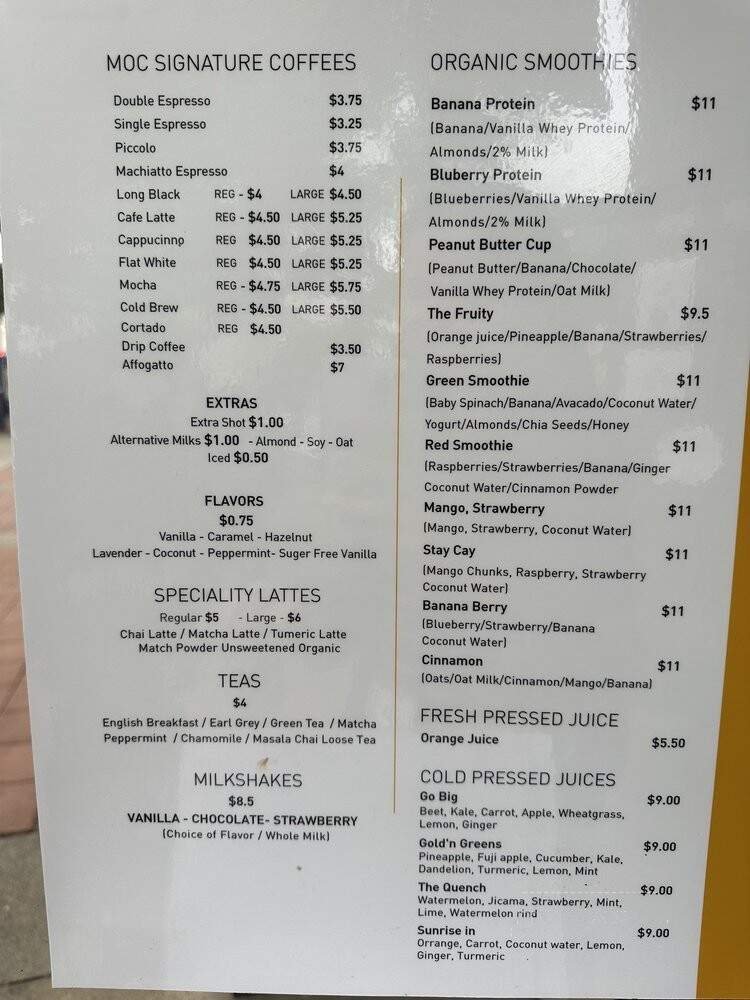 MOC SIGNATURE COFFEES
Double Espresso $3.75
Single Espresso $3.25
Piccolo $3.75
Machiatto Espresso $4
Long Black REG - $4 LARGE $4.50
Cafe Latte REG - $4.50 LARGE $5.25
Cappucinno REG $4.50 LARGE $5.25
Flat White REG $4.50 LARGE $5.25
Mocha REG - $4.75 LARGE $5.75
Cold Brew REG - $4.50 LARGE $5.50
Cortado REG $4.50
Drip Coffee $3.50
Affogatto $7
EXTRAS
Extra Shot $1.00
Alternative Milks $1.00 - Almond - Soy - Oat
Iced $0.50
FLAVORS
$0.75
Vanilla - Caramel - Hazelnut
Lavender - Coconut - Peppermint- Suger Free Vanilla
SPECIALITY LATTES
Regular $5 - Large - $6
Chai Latte / Matcha Latte / Tumeric Latte
Match Powder Unsweetened Organic
TEAS
$4
English Breakfast / Earl Grey / Green Tea / Matcha
Peppermint / Chamomile / Masala Chai Loose Tea
MILKSHAKES
$8.5
VANILLA - CHOCOLATE- STRAWBERRY
(Choice of Flavor / Whole Milk)
ORGANIC SMOOTHIES
Banana Protein $11
(Banana/Vanilla Whey Protein/
Almonds/2% Milk)
Bluberry Protein $11
(Blueberries/Vanilla Whey Protein/
Almonds/2% Milk)
Peanut Butter Cup $11
(Peanut Butter/Banana/Chocolate/
Vanilla Whey Protein/Oat Milk)
The Fruity $9.5
(Orange juice/Pineapple/Banana/Strawberries/
Raspberries)
Green Smoothie $11
(Baby Spinach/Banana/Avacado/Coconut Water/
Yogurt/Almonds/Chia Seeds/Honey
Red Smoothie $11
(Raspberries/Strawberries/Banana/Ginger
Coconut Water/Cinnamon Powder
Mango, Strawberry $11
(Mango, Strawberry, Coconut Water)
Stay Cay $11
(Mango Chunks, Raspberry, Strawberry
Coconut Water)
Banana Berry $11
(Blueberry/Strawberry/Banana
Coconut Water)
Cinnamon $11
(Oats/Oat Milk/Cinnamon/Mango/Banana)
FRESH PRESSED JUICE
Orange Juice $5.50
COLD PRESSED JUICES
Go Big $9.00
Beet, Kale, Carrot, Apple, Wheatgrass,
Lemon, Ginger
Gold'n Greens $9.00
Pineapple, Fuji apple, Cucumber, Kale,
Dandelion, Turmeric, Lemon, Mint
The Quench $9.00
Watermelon, Jicama, Strawberry, Mint,
Lime, Watermelon rind
Sunrise in $9.00
Orrange, Carrot, Coconut water, Lemon,
Ginger, Turmeric